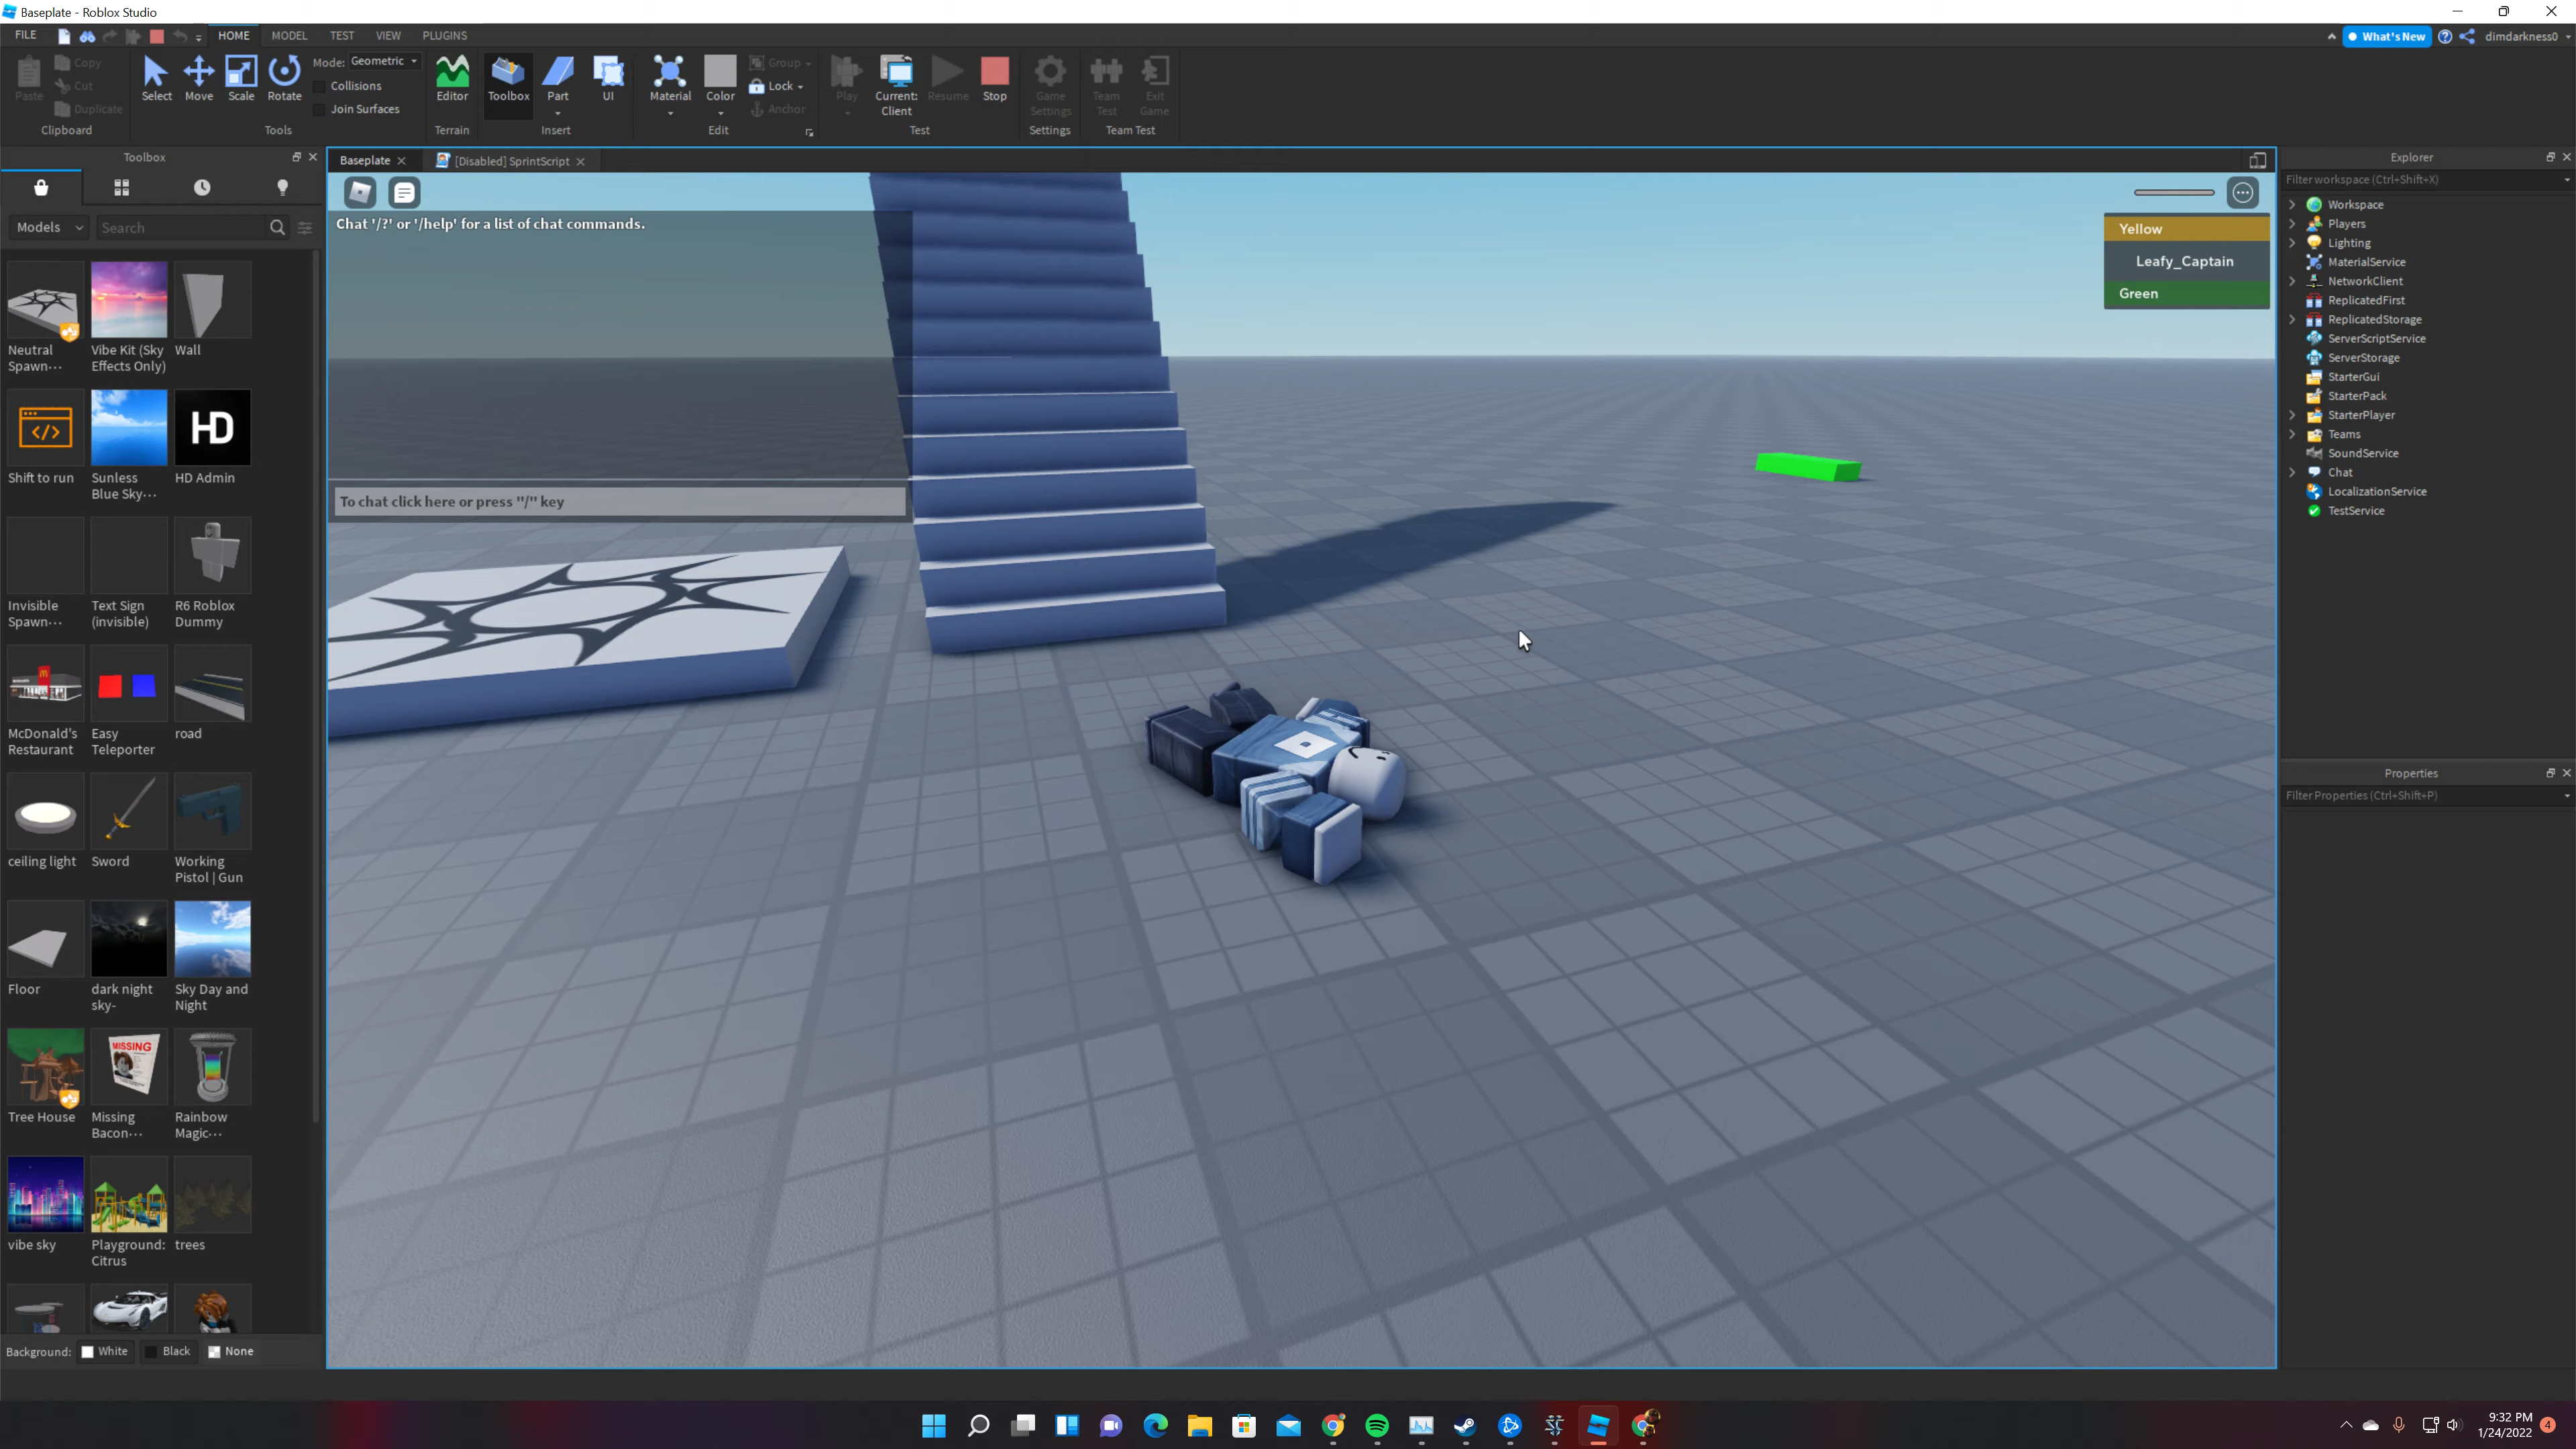 Baseplate - Roblox Studio
FILE
HOME
MODEL
TEST
VIEW
PLUGINS
What's New
dimdarkness0
Paste
Copy
Cut
Duplicate
Clipboard
Select
Move
Scale
Rotate
Mode: Geometric
Collisions
Join Surfaces
Tools
Editor
Terrain
Toolbox
Part
UI
Insert
Material
Color
Group
Lock
Anchor
Edit
Play
Current:
Client
Resume
Stop
Test
Game
Settings
Settings
Team
Test
Exit
Game
Team Test
Toolbox
Models
Search
Neutral
Spawn...
Vibe Kit (Sky
Effects Only)
Wall
Shift to run
Sunless
Blue Sky...
HD
HD Admin
Invisible
Spawn...
Text Sign
(invisible)
R6 Roblox
Dummy
McDonald's
Restaurant
Easy
Teleporter
road
ceiling light
Sword
Working
Pistol | Gun
Floor
dark night
sky-
Sky Day and
Night
Tree House
MISSING
Missing
Bacon...
Rainbow
Magic...
vibe sky
Playground:
Citrus
trees
Background:
White
Black
None
Baseplate
[Disabled] SprintScript
Chat '/?' or '/help' for a list of chat commands.
To chat click here or press "/" key
Yellow
Leafy_Captain
Green
Explorer
Filter workspace (Ctrl+Shift+X)
Workspace
Players
Lighting
MaterialService
NetworkClient
ReplicatedFirst
ReplicatedStorage
ServerScriptService
ServerStorage
StarterGui
StarterPack
StarterPlayer
Teams
SoundService
Chat
LocalizationService
TestService
Properties
Filter Properties (Ctrl+Shift+P)
9:32 PM
1/24/2022
4